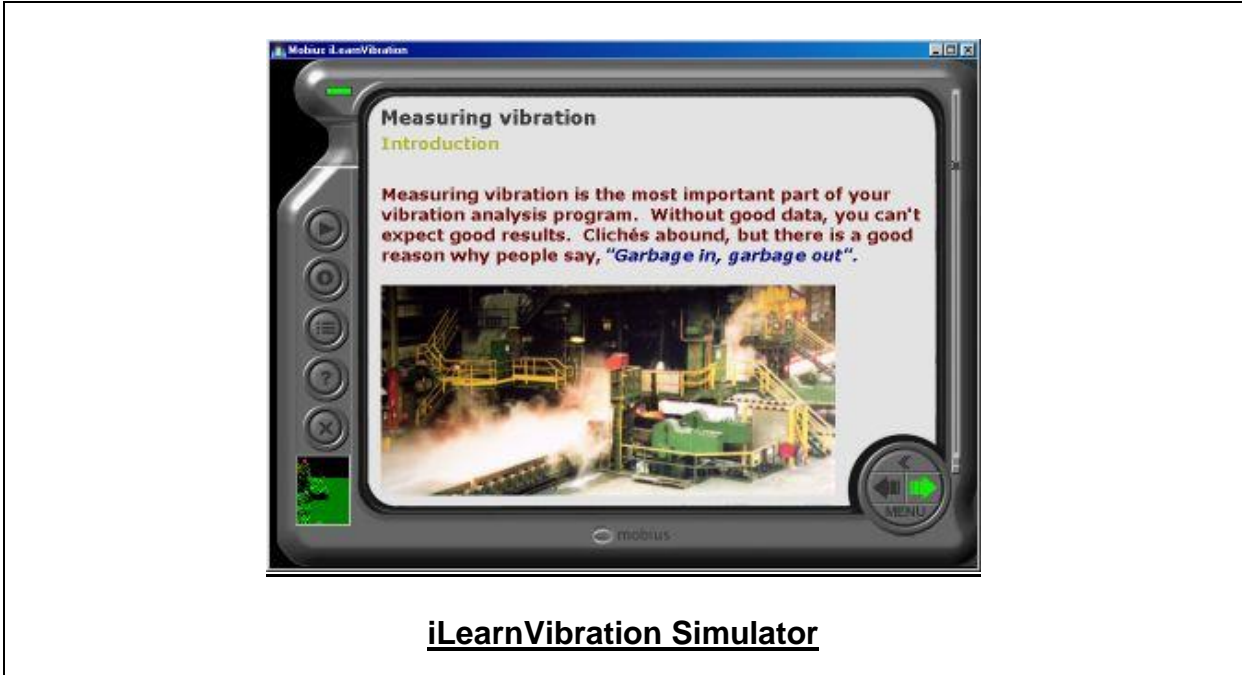 Mobius iLearnVibration
Measuring vibration
Introduction
Measuring vibration is the most important part of your
vibration analysis program.  Without good data, you can't
expect good results.  Clichés abound, but there is a good
reason why people say, "Garbage in, garbage out".
MENU
mobius
iLearnVibration Simulator